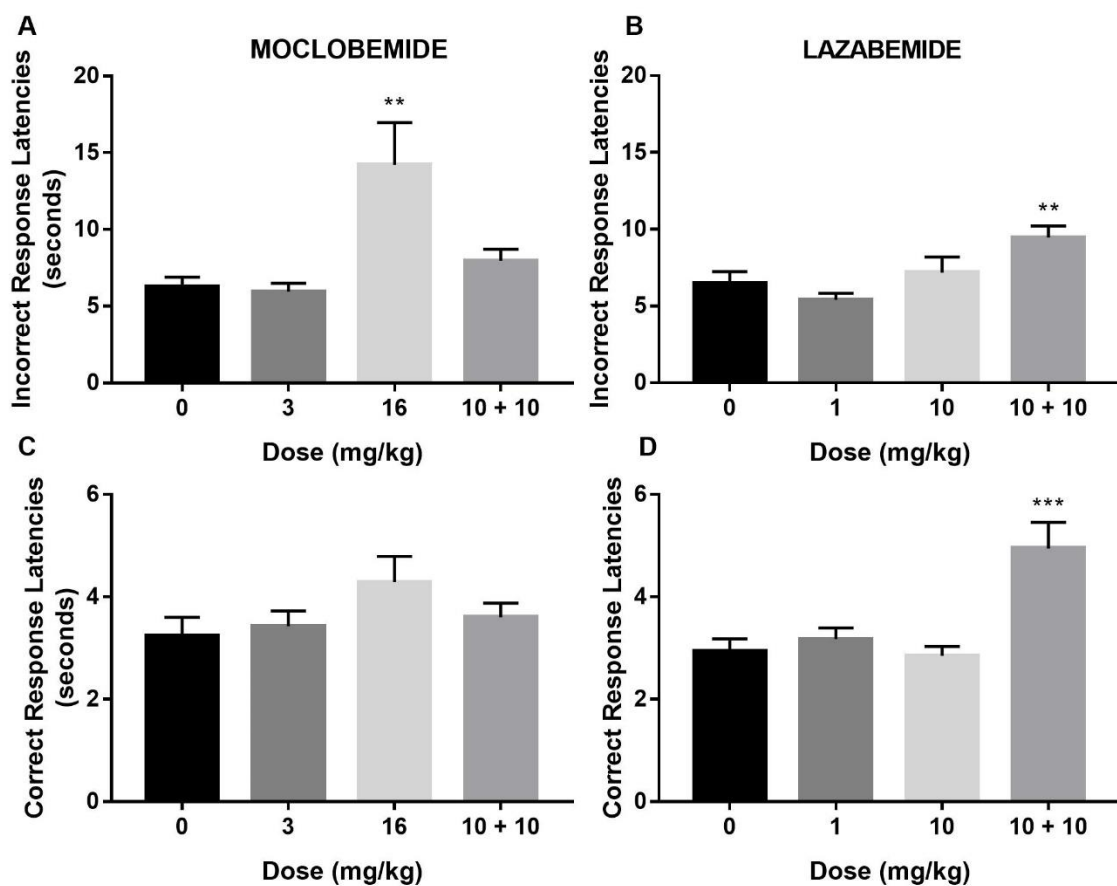 A
MOCLOBEMIDE
Incorrect Response Latencies
(seconds)
20
15
10
5
0
**
0 3 16 10 + 10
Dose (mg/kg)
B
LAZABEMIDE
Incorrect Response Latencies
20
15
10
5
0
**
0 1 10 10 + 10
Dose (mg/kg)
C
Correct Response Latencies
(seconds)
6
4
2
0
0 3 16 10 + 10
Dose (mg/kg)
D
Correct Response Latencies
6
4
2
0
***
0 1 10 10 + 10
Dose (mg/kg)